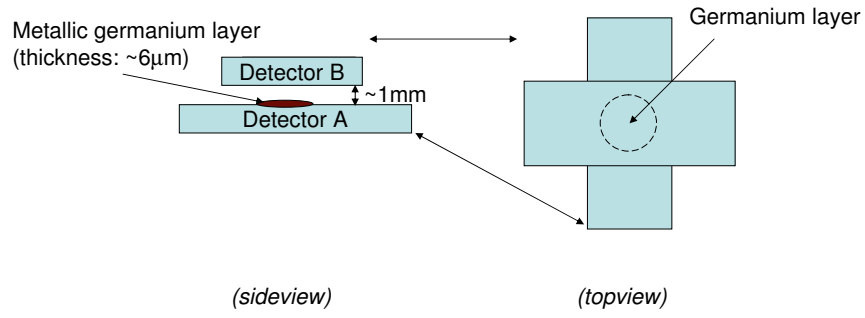 Metallic germanium layer
(thickness: ~6μm)
Detector B
~1mm
Detector A
Germanium layer
(sideview)
(topview)